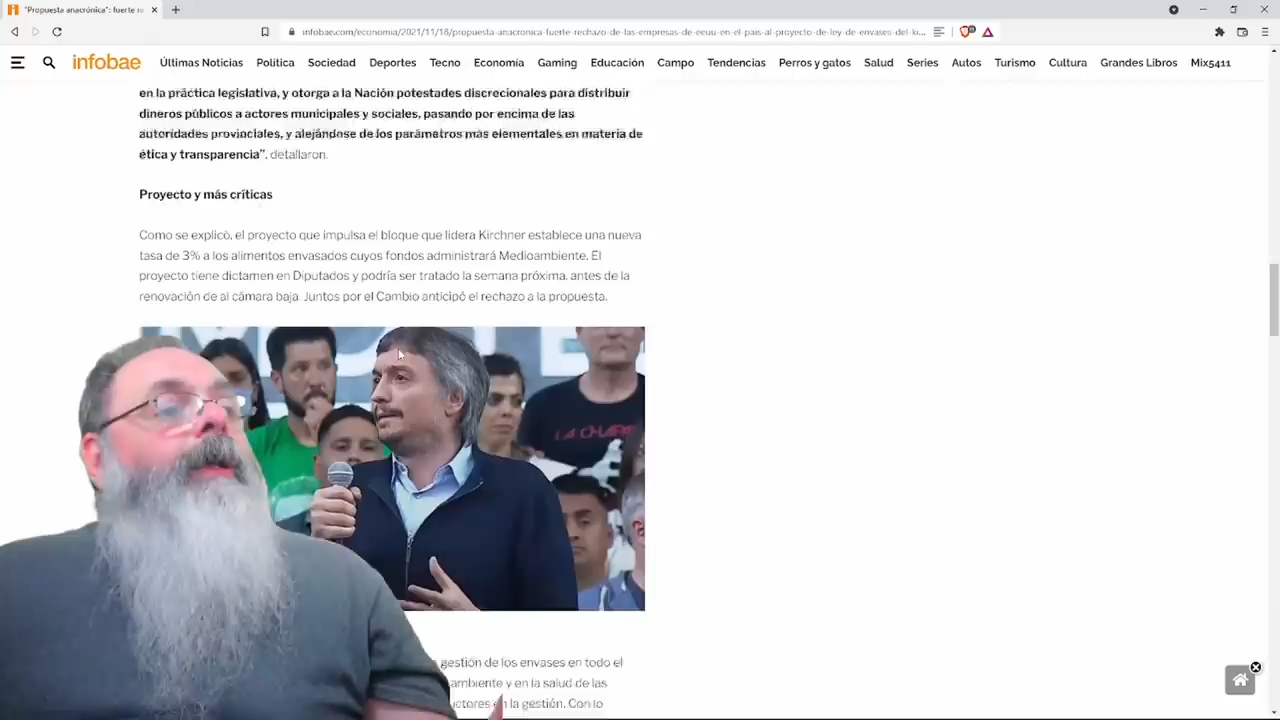 "Propuesta anacrónica": fuerte re
infobae.com/economia/2021/11/18/propuesta-anacronica-fuerte-rechazo-de-las-empresas-de-eeuu-en-el-pais-al-proyecto-de-ley-de-envases-del-ki...
infobae
Últimas Noticias Política Sociedad Deportes Tecno Economía Gaming Educación Campo Tendencias Perros y gatos Salud Series Autos Turismo Cultura Grandes Libros Mix5411
en la práctica legislativa, y otorga a la Nación potestades discrecionales para distribuir
dineros públicos a actores municipales y sociales, pasando por encima de las
autoridades provinciales, y alejándose de los parámetros más elementales en materia de
ética y transparencia", detallaron.
Proyecto y más críticas
Como se explicó, el proyecto que impulsa el bloque que lidera Kirchner establece una nueva
tasa de 3% a los alimentos envasados cuyos fondos administrará Medioambiente. El
proyecto tiene dictamen en Diputados y podría ser tratado la semana próxima, antes de la
renovación de al cámara baja. Juntos por el Cambio anticipó el rechazo a la propuesta.
gestión de los envases en todo el
ambiente y en la salud de las
en la gestión. Con lo